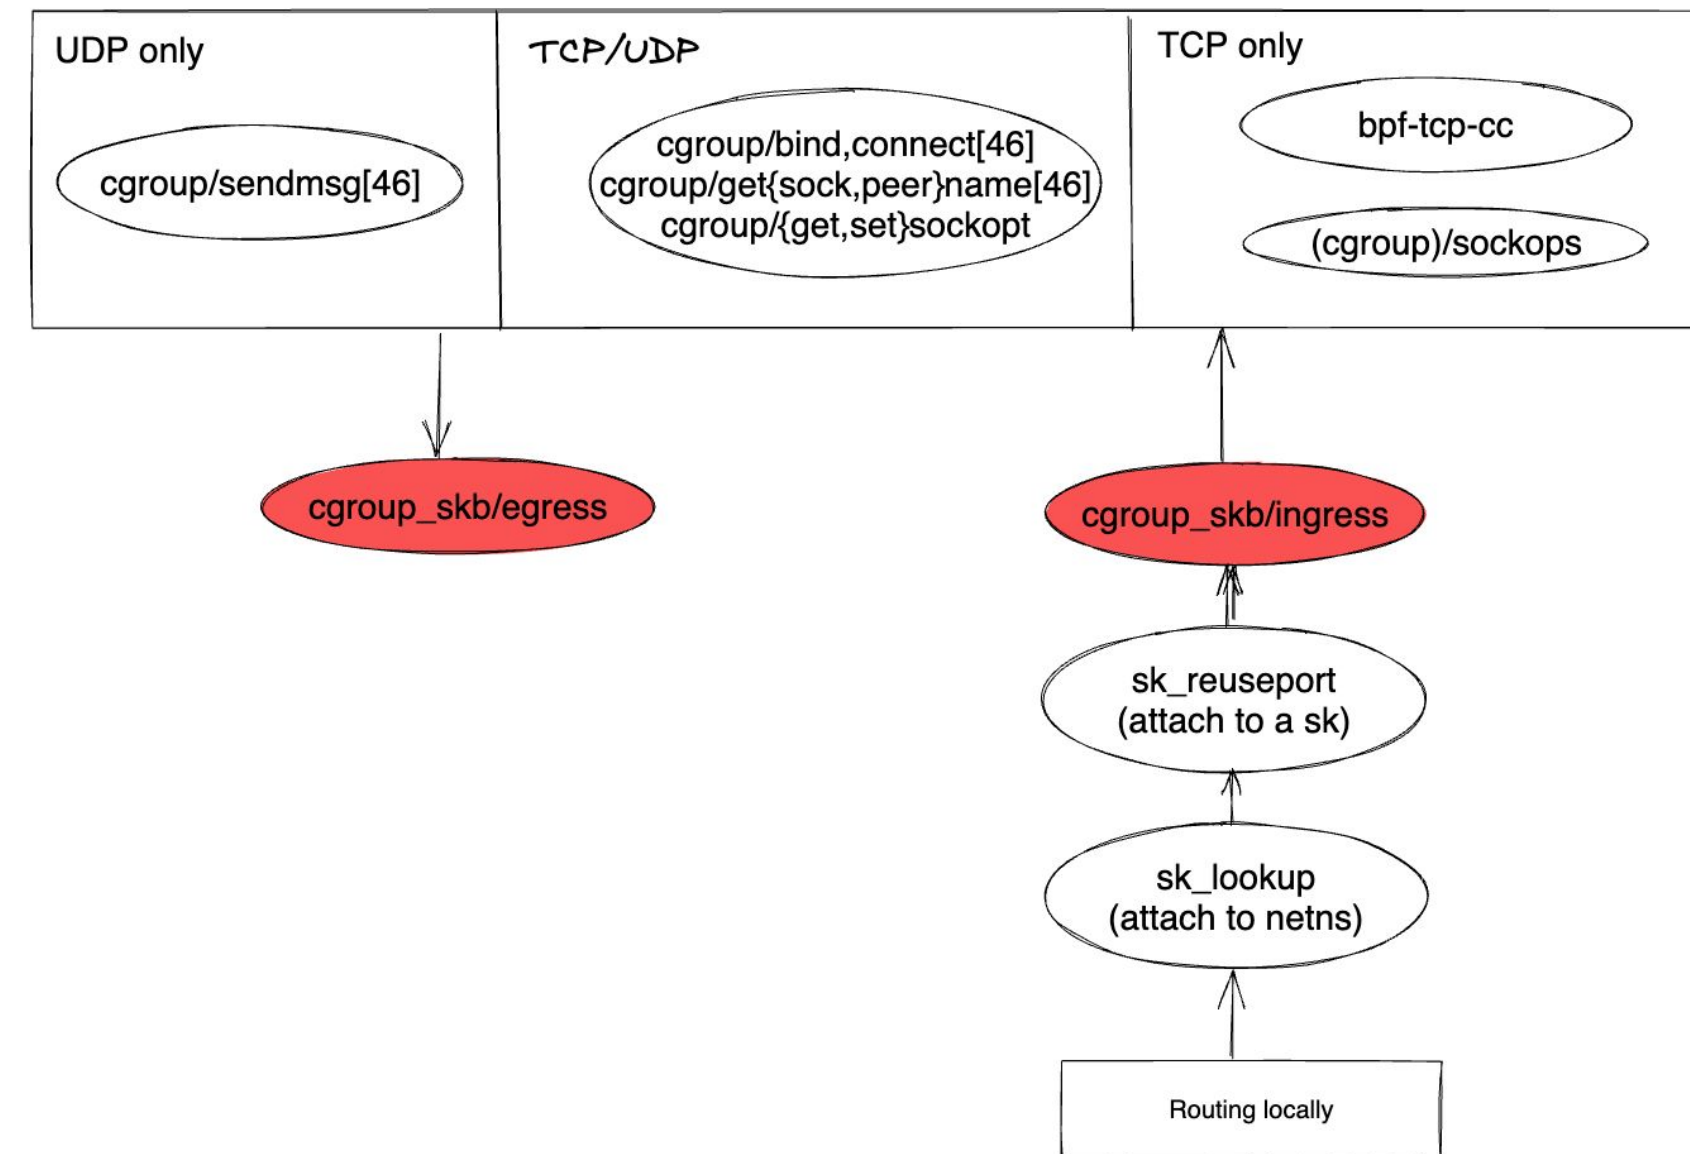 UDP only
cgroup/sendmsg[46]
TCP/UDP
cgroup/bind,connect[46]
cgroup/get{sock,peer}name[46]
cgroup/{get,set}sockopt
TCP only
bpf-tcp-cc
(cgroup)/sockops
cgroup_skb/egress
cgroup_skb/ingress
sk_reuseport
(attach to a sk)
sk_lookup
(attach to netns)
Routing locally